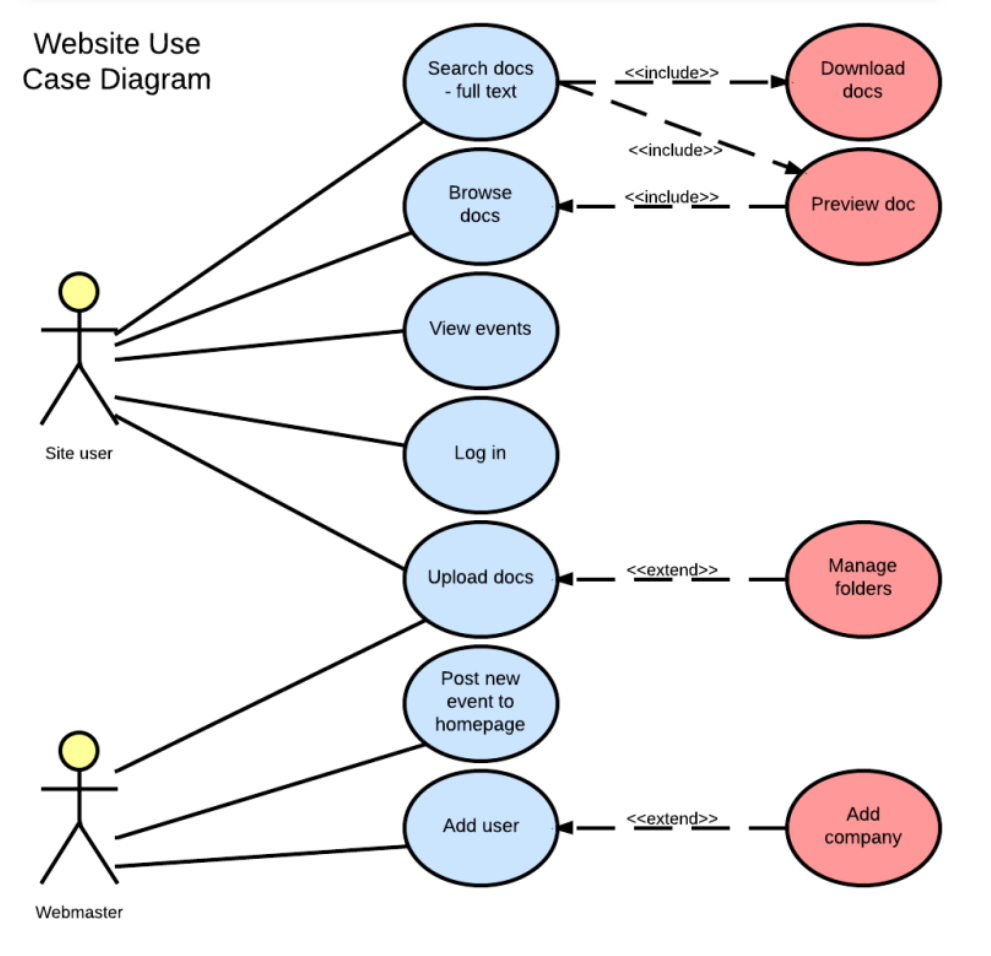 Website Use
Case Diagram
Search docs
- full text
<<include>>
Download
docs
<<include>>
Browse
docs
<<include>>
Preview doc
View events
Site user
Log in
Upload docs
<<extend>>
Manage
folders
Post new
event to
homepage
Add user
<<extend>>
Add
company
Webmaster